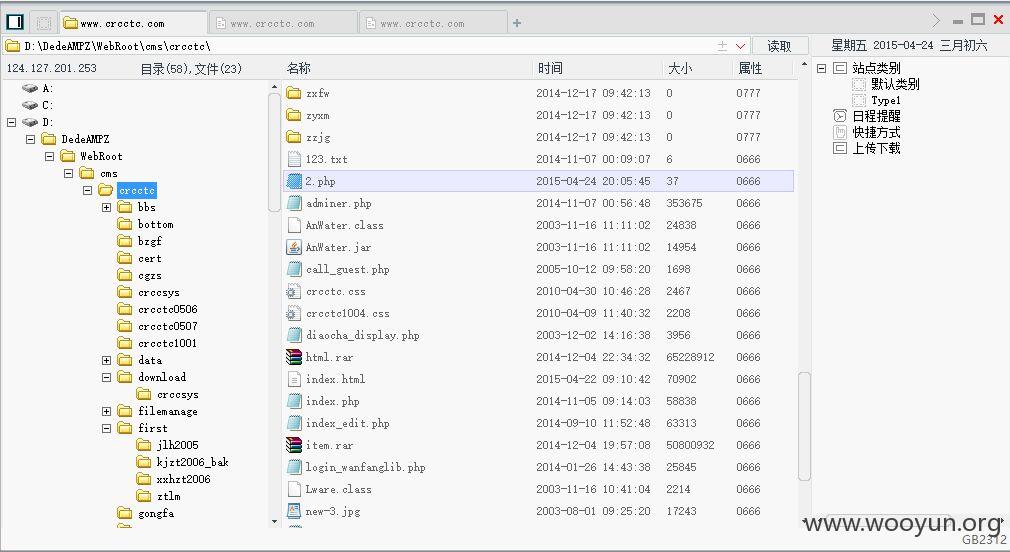 www.crcctc.com
www.crcctc.com
www.crcctc.com
D:\DedeAMPZ\WebRoot\cms\crcctc\
读取
星期五 2015-04-24 三月初六
124.127.201.253
目录(58),文件(23)
名称 时间 大小 属性
A:
C:
D:
DedeAMPZ
WebRoot
cms
crcctc
bbs
bottom
bzgf
cert
cgzs
crccsys
crcctc0506
crcctc0507
crcctc1001
data
download
crccsys
filemanage
first
jlh2005
kjzt2006_bak
xxhzt2006
ztlm
gongfa
zxfw 2014-12-17 09:42:13 0 0777
zyxm 2014-12-17 09:42:13 0 0777
zzjg 2014-12-17 09:42:13 0 0777
123.txt 2014-11-07 00:09:07 6 0666
2.php 2015-04-24 20:05:45 37 0666
adminer.php 2014-11-07 00:56:48 353675 0666
AnWater.class 2003-11-16 11:11:02 24838 0666
AnWater.jar 2003-11-16 11:11:02 14954 0666
call_guest.php 2005-10-12 09:58:20 1698 0666
crcctc.css 2010-04-30 10:46:28 2467 0666
crcctc1004.css 2010-04-09 11:40:32 2208 0666
diaocha_display.php 2003-12-02 14:16:38 3956 0666
html.rar 2014-12-04 22:34:32 65228912 0666
index.html 2015-04-22 09:10:42 70902 0666
index.php 2014-11-05 09:14:03 58838 0666
index_edit.php 2014-09-10 11:52:48 63313 0666
item.rar 2014-12-04 19:57:08 50800932 0666
login_wanfanglib.php 2014-01-26 14:43:38 25845 0666
Lware.class 2003-11-16 10:41:04 2214 0666
new-3.jpg 2003-08-01 09:25:20 17243 0666
站点类别
默认类别
Type1
日程提醒
快捷方式
上传下载
www.wooyun.org
GB2312